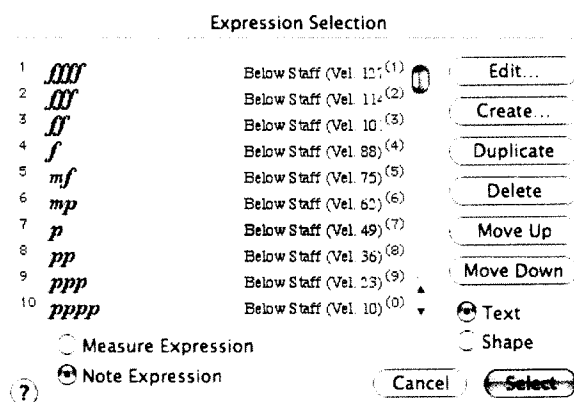 Expression Selection
1 ffff Below Staff (Vel. 127 (1)
2 fff Below Staff (Vel. 114 (2)
3 ff Below Staff (Vel. 101 (3)
4 f Below Staff (Vel. 88) (4)
5 mf Below Staff (Vel. 75) (5)
6 mp Below Staff (Vel. 62) (6)
7 p Below Staff (Vel. 49) (7)
8 pp Below Staff (Vel. 36) (8)
9 ppp Below Staff (Vel. 23) (9)
10 pppp Below Staff (Vel. 10) (0)
Edit...
Create...
Duplicate
Delete
Move Up
Move Down
Text
Shape
Measure Expression
Note Expression
?
Cancel
Select